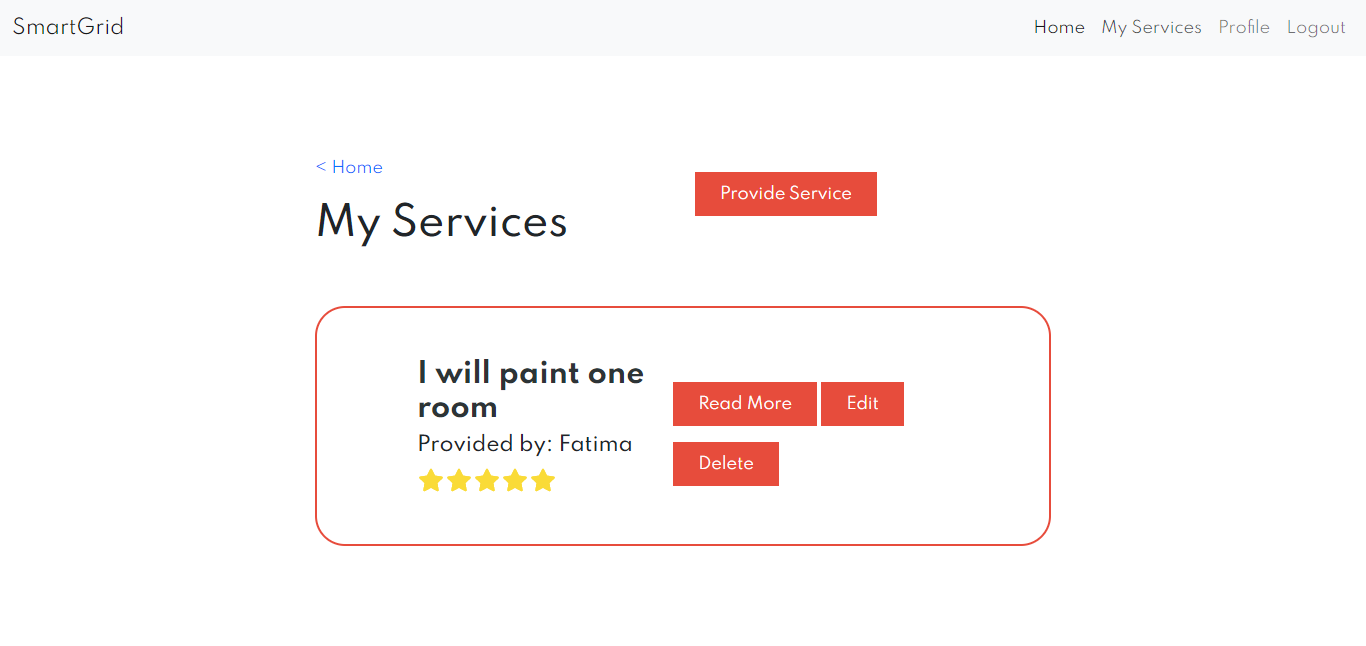 SmartGrid
Home My Services Profile Logout
< Home
Provide Service
My Services
I will paint one
room
Provided by: Fatima
Read More Edit
Delete